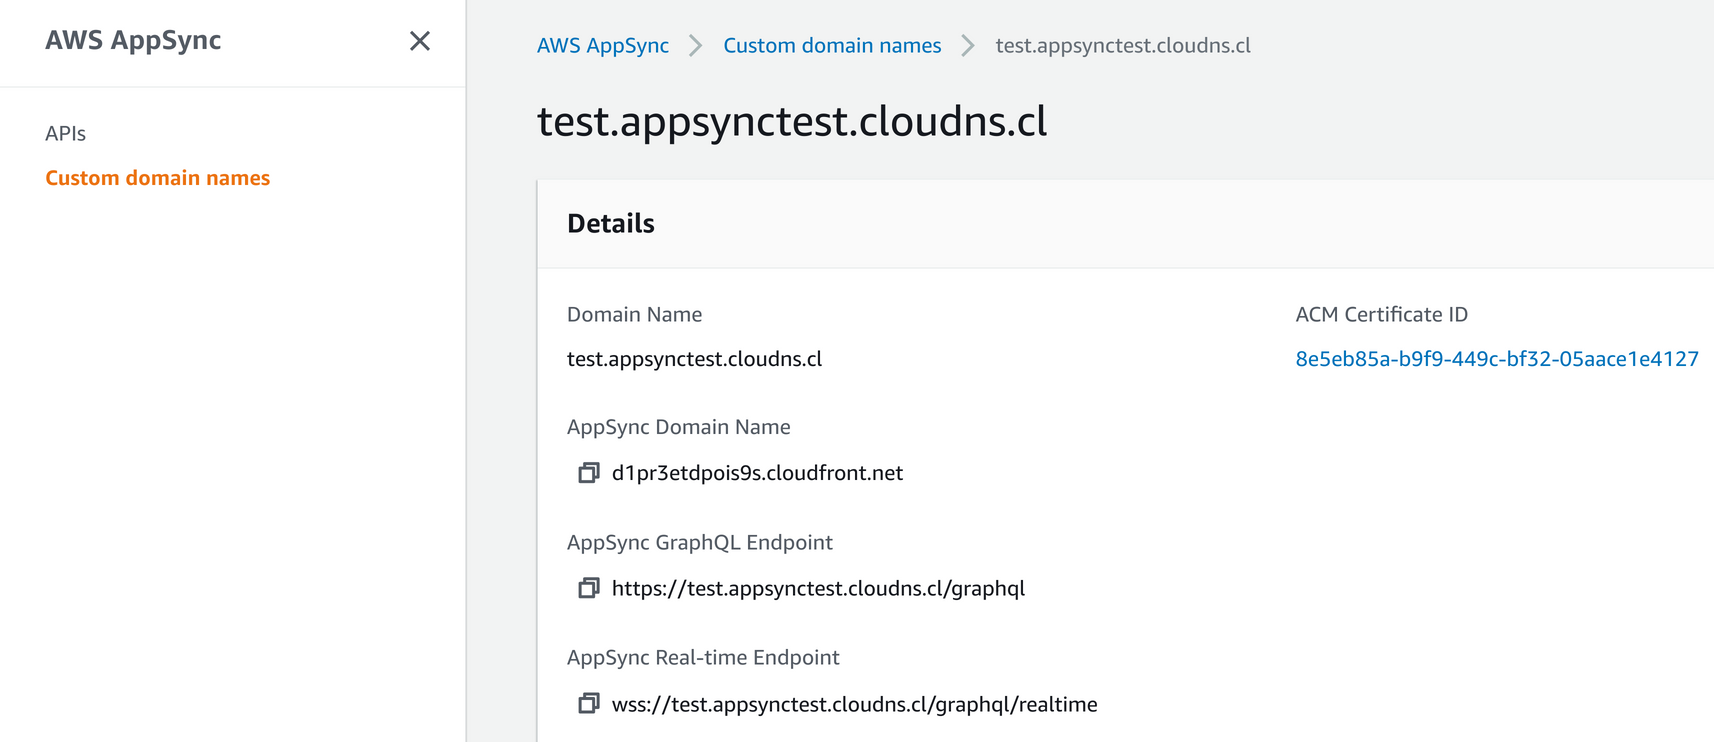 AWS AppSync
APIs
Custom domain names
AWS AppSync > Custom domain names > test.appsynctest.cloudns.cl
test.appsynctest.cloudns.cl
Details
Domain Name
test.appsynctest.cloudns.cl
ACM Certificate ID
8e5eb85a-b9f9-449c-bf32-05aace1e4127
AppSync Domain Name
d1pr3etdpois9s.cloudfront.net
AppSync GraphQL Endpoint
https://test.appsynctest.cloudns.cl/graphql
AppSync Real-time Endpoint
wss://test.appsynctest.cloudns.cl/graphql/realtime